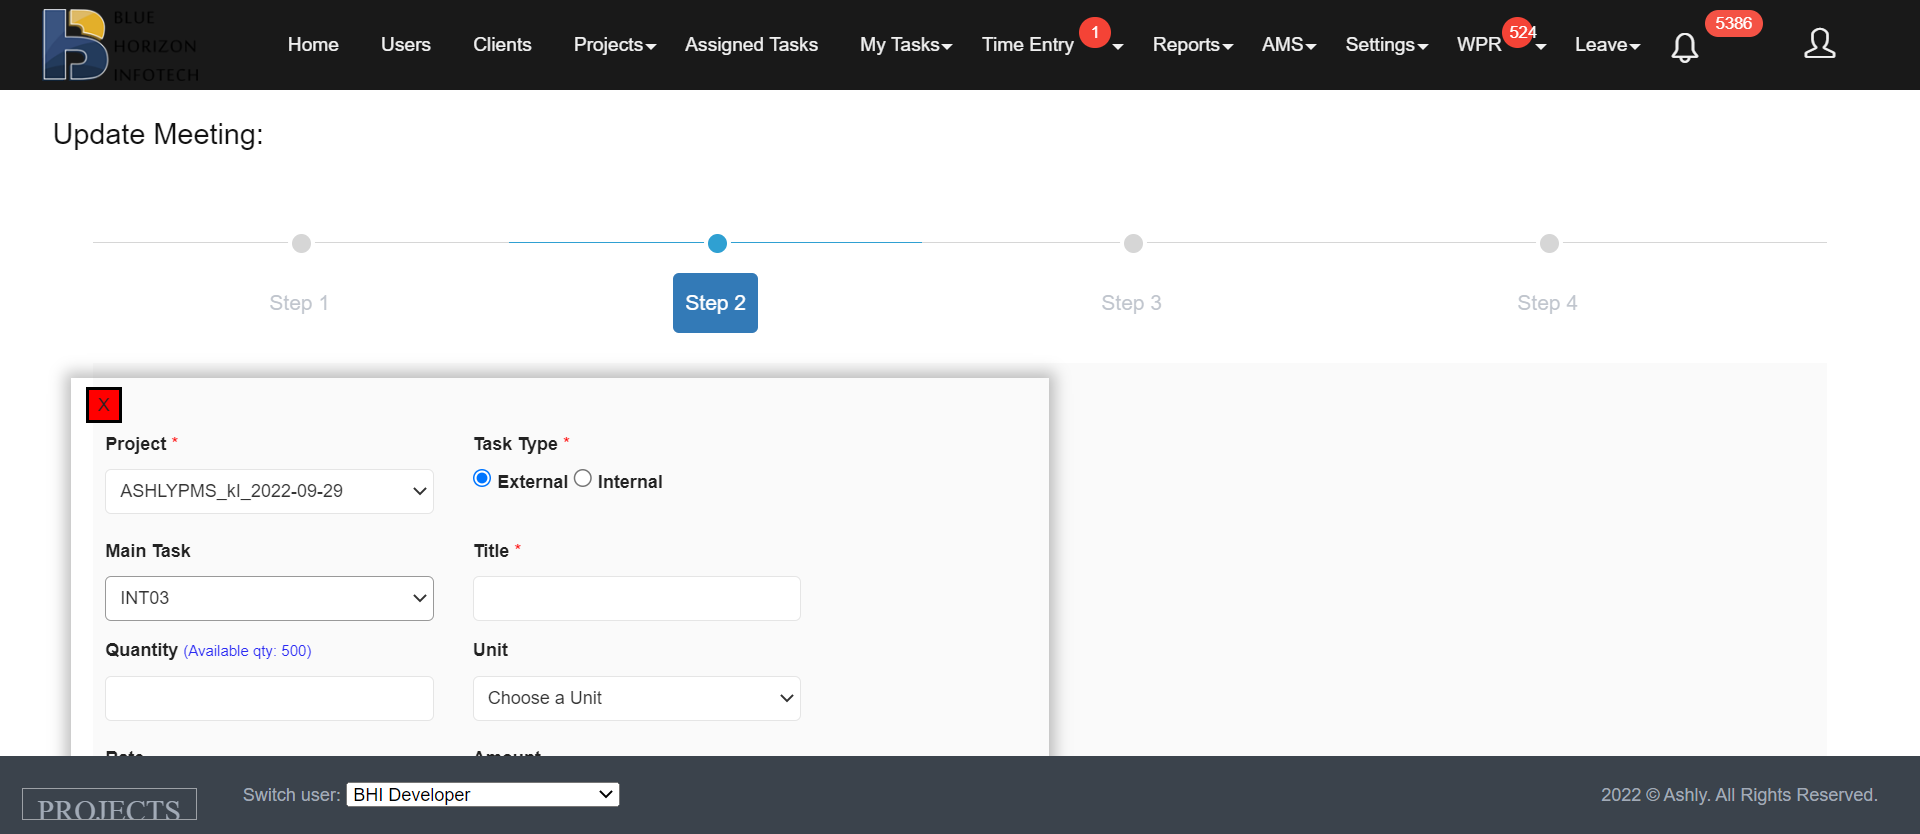 BLUE
HORIZON
INFOTECH
Home Users Clients Projects Assigned Tasks My Tasks Time Entry 1 Reports AMS Settings WPR 524 Leave 5386
Update Meeting:
Step 1 Step 2 Step 3 Step 4
X
Project * Task Type *
ASHLYPMS_kl_2022-09-29 External Internal
Main Task Title *
INT03
Quantity (Available qty: 500) Unit
Choose a Unit
Rate Amount
PROJECTS Switch user: BHI Developer 2022 © Ashly. All Rights Reserved.